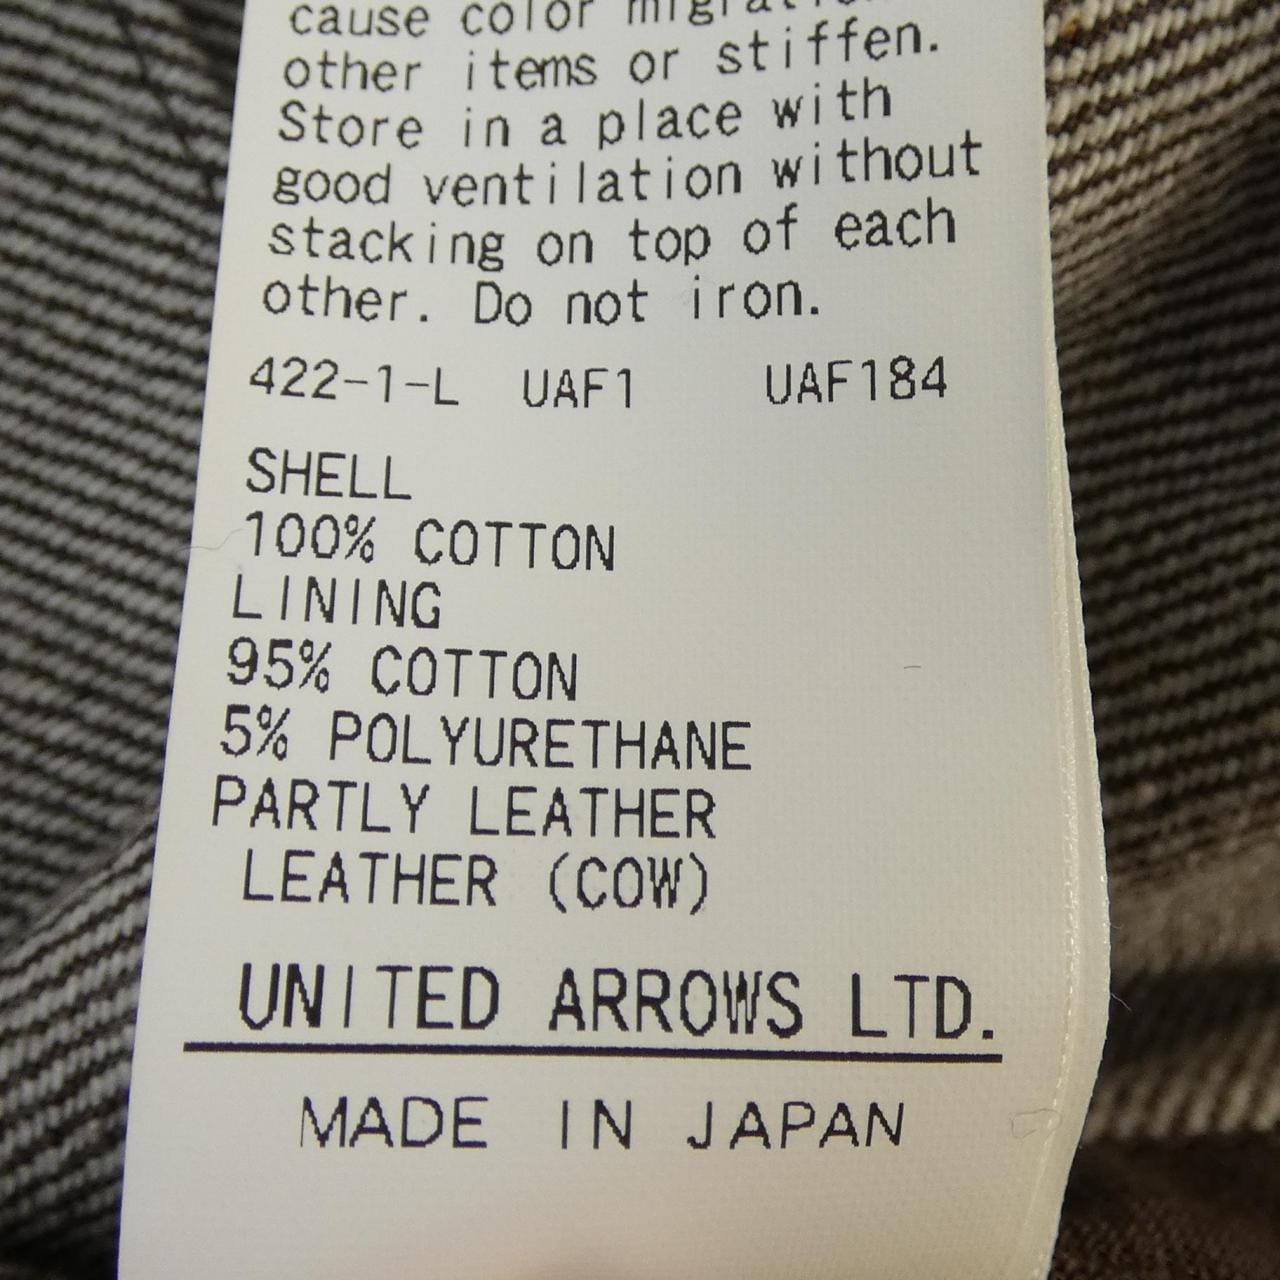 cause color
other items or stiffen.
Store in a place with
good ventilation without
stacking on top of each
other. Do not iron.
422-1-L UAF1 UAF184
SHELL
100% COTTON
LINING
95% COTTON
5% POLYURETHANE
PARTLY LEATHER
LEATHER (COW)
UNITED ARROWS LTD.
MADE IN JAPAN